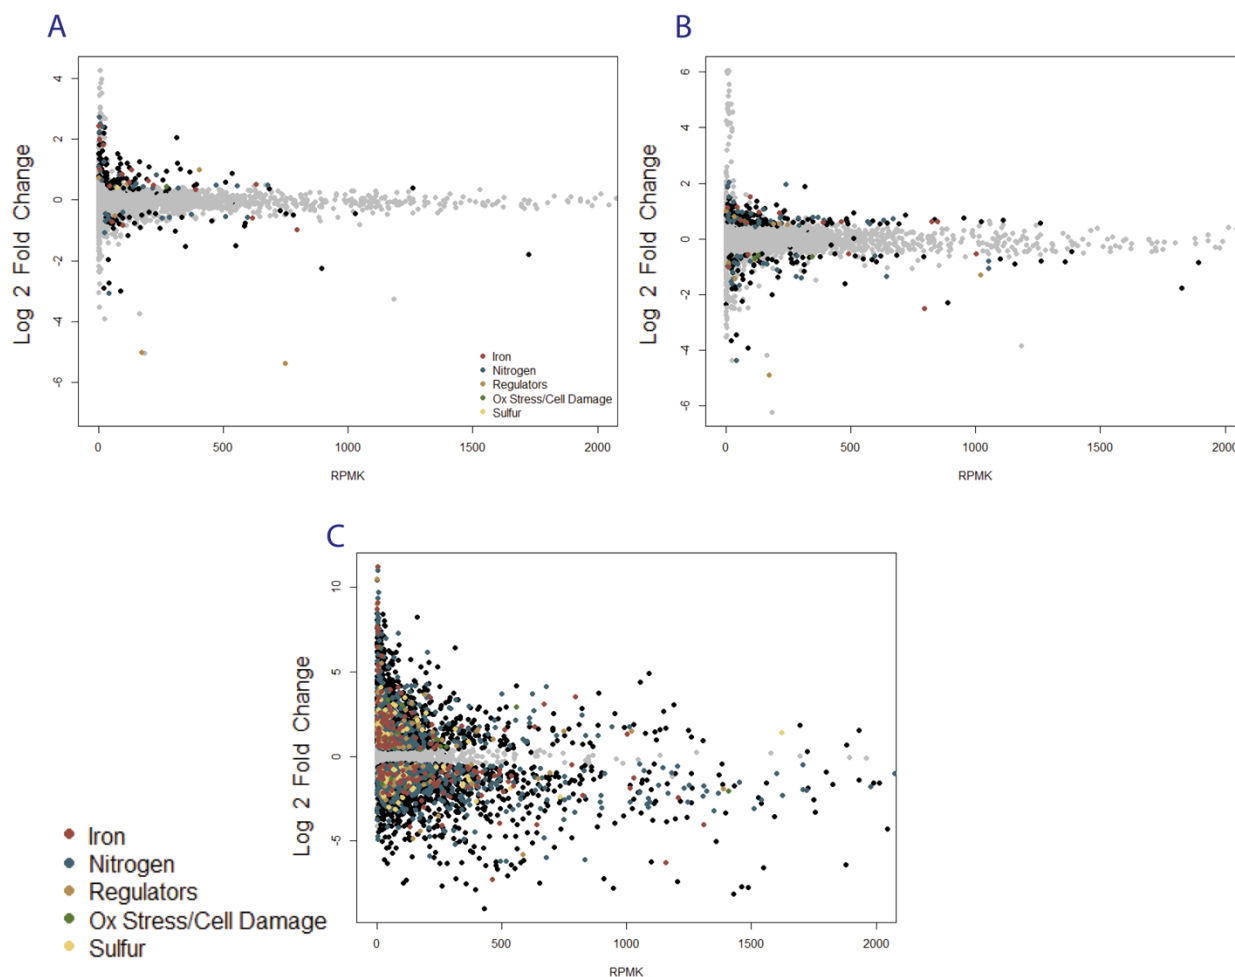 A
B
Log 2 Fold Change
4
2
0
-2
-4
-6
Iron
Nitrogen
Regulators
Ox Stress/Cell Damage
Sulfur
0
500
1000
1500
2000
RPMK
Log 2 Fold Change
6
4
2
0
-2
-4
-6
0
500
1000
1500
2000
RPMK
C
Log 2 Fold Change
10
5
0
-5
0
500
1000
1500
2000
RPMK
Iron
Nitrogen
Regulators
Ox Stress/Cell Damage
Sulfur